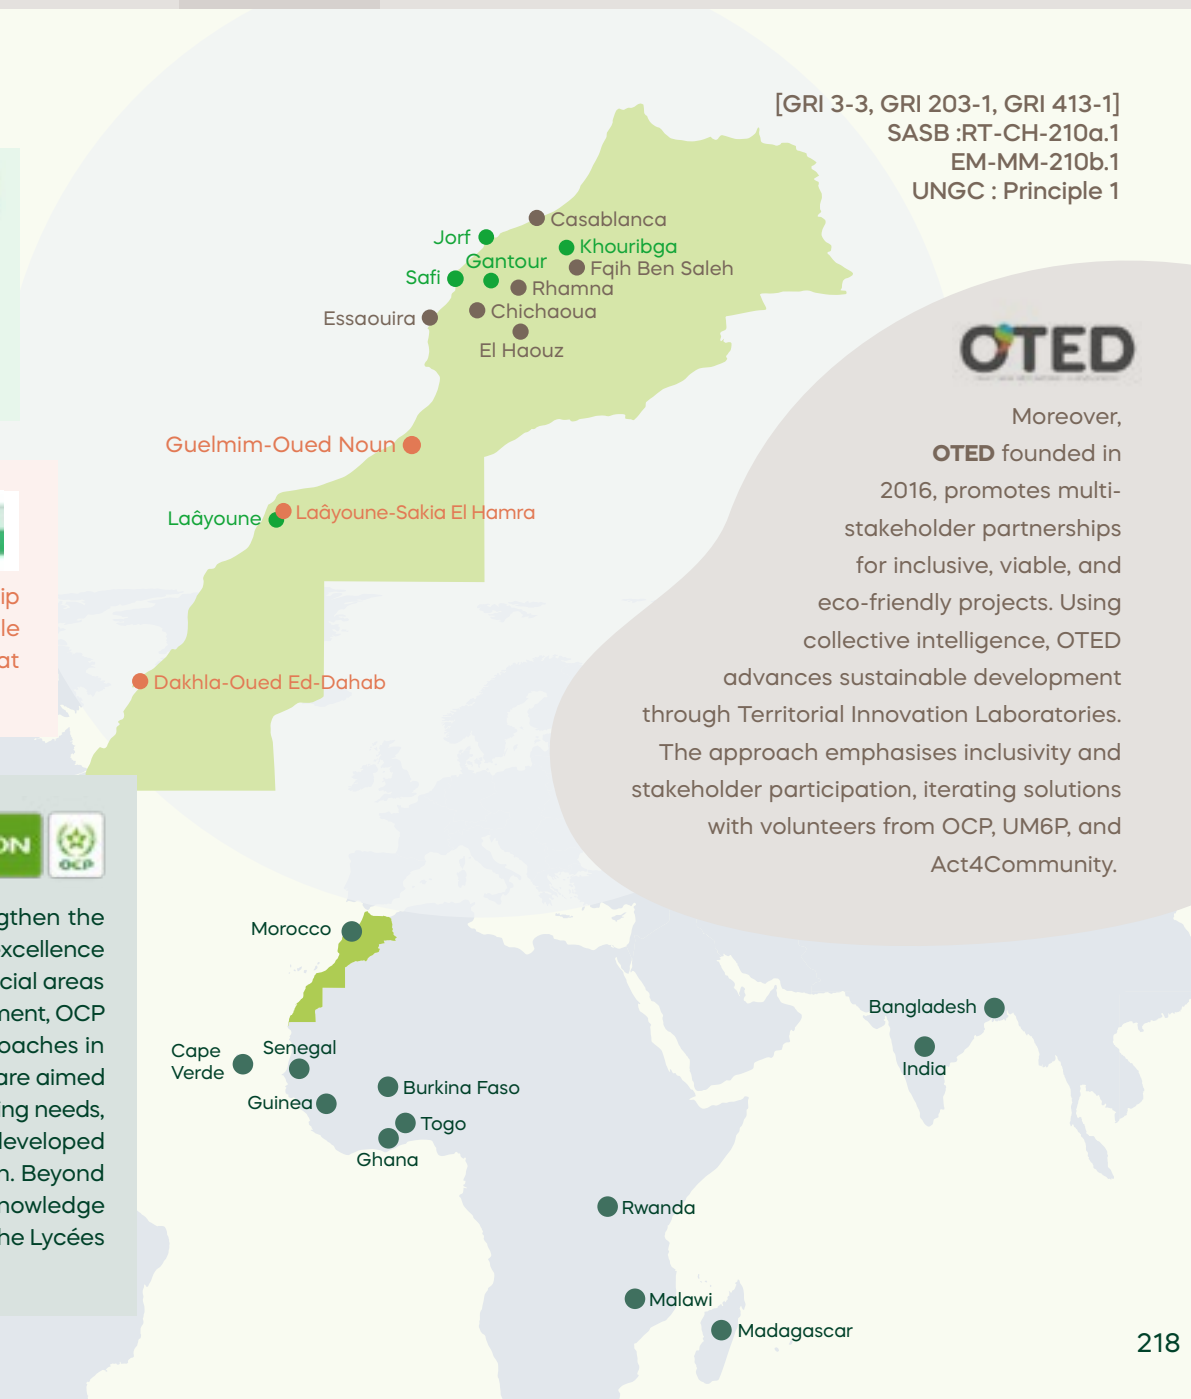 [GRI 3-3, GRI 203-1, GRI 413-1]
SASB :RT-CH-210a.1
EM-MM-210b.1
UNGC : Principle 1
Casablanca
Jorf
Khouribga
Gantour
Fqih Ben Saleh
Safi
Rhamna
Chichaoua
Essaouira
El Haouz
Guelmim-Oued Noun
Laâyoune
Laâyoune-Sakia El Hamra
Dakhla-Oued Ed-Dahab
OTED
Moreover,
OTED founded in
2016, promotes multi-
stakeholder partnerships
for inclusive, viable, and
eco-friendly projects. Using
collective intelligence, OTED
advances sustainable development
through Territorial Innovation Laboratories.
The approach emphasises inclusivity and
stakeholder participation, iterating solutions
with volunteers from OCP, UM6P, and
Act4Community.
ip
le
at
ON
OCP
gthen the
xcellence
cial areas
ment, OCP
oaches in
are aimed
ing needs,
developed
n. Beyond
nowledge
he Lycées
Morocco
Cape
Verde
Senegal
Guinea
Burkina Faso
Togo
Ghana
Bangladesh
India
Rwanda
Malawi
Madagascar
218